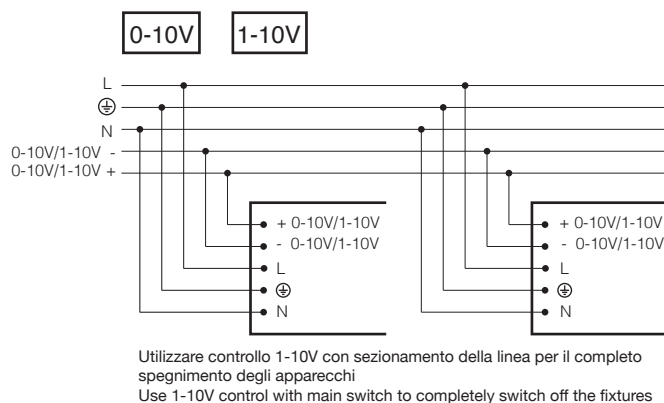 0-10V 1-10V
L
N
0-10V/1-10V -
0-10V/1-10V +
+ 0-10V/1-10V
- 0-10V/1-10V
L
N
+ 0-10V/1-10V
- 0-10V/1-10V
L
N
Utilizzare controllo 1-10V con sezionamento della linea per il completo
spegnimento degli apparecchi
Use 1-10V control with main switch to completely switch off the fixtures